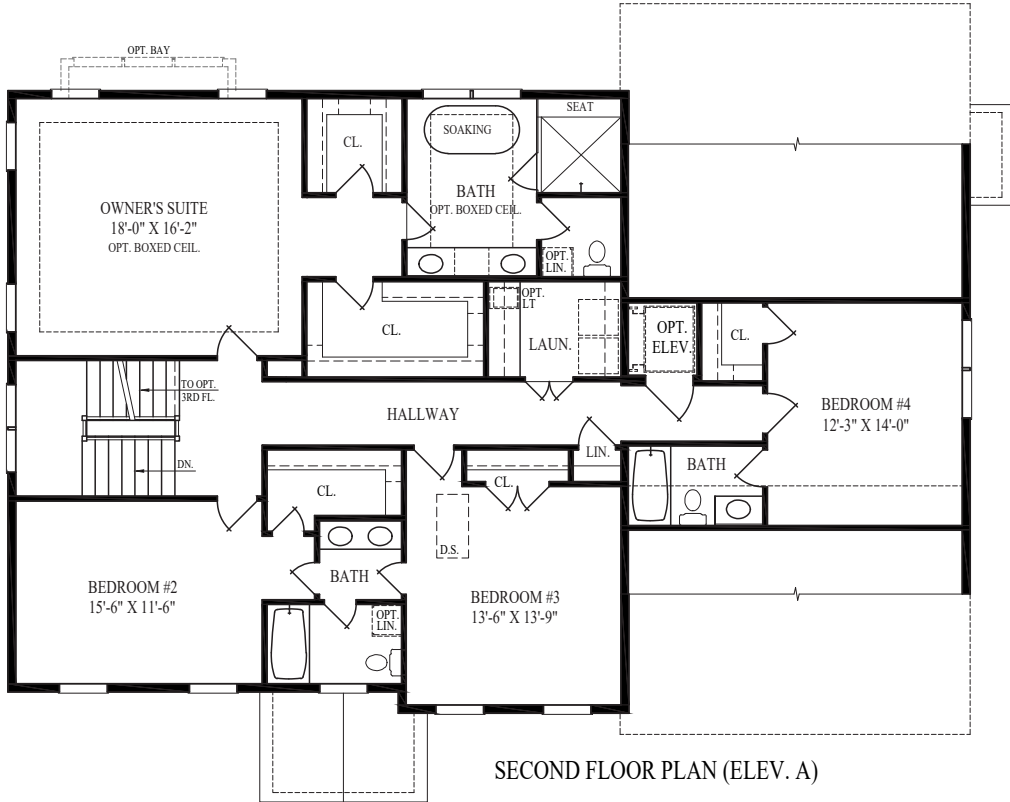 OPT. BAY
SEAT
SOAKING
CL.
BATH
OPT. BOXED CEIL.
OWNER'S SUITE
18'-0" X 16'-2"
OPT. BOXED CEIL.
OPT.
LIN.
OPT.
LT
CL.
LAUN.
OPT.
ELEV.
CL.
TO OPT.
3RD FL.
HALLWAY
BEDROOM #4
12'-3" X 14'-0"
DN.
LIN.
BATH
CL.
CL.
D.S.
BATH
BEDROOM #2
15'-6" X 11'-6"
BEDROOM #3
13'-6" X 13'-9"
OPT.
LIN.
SECOND FLOOR PLAN (ELEV. A)